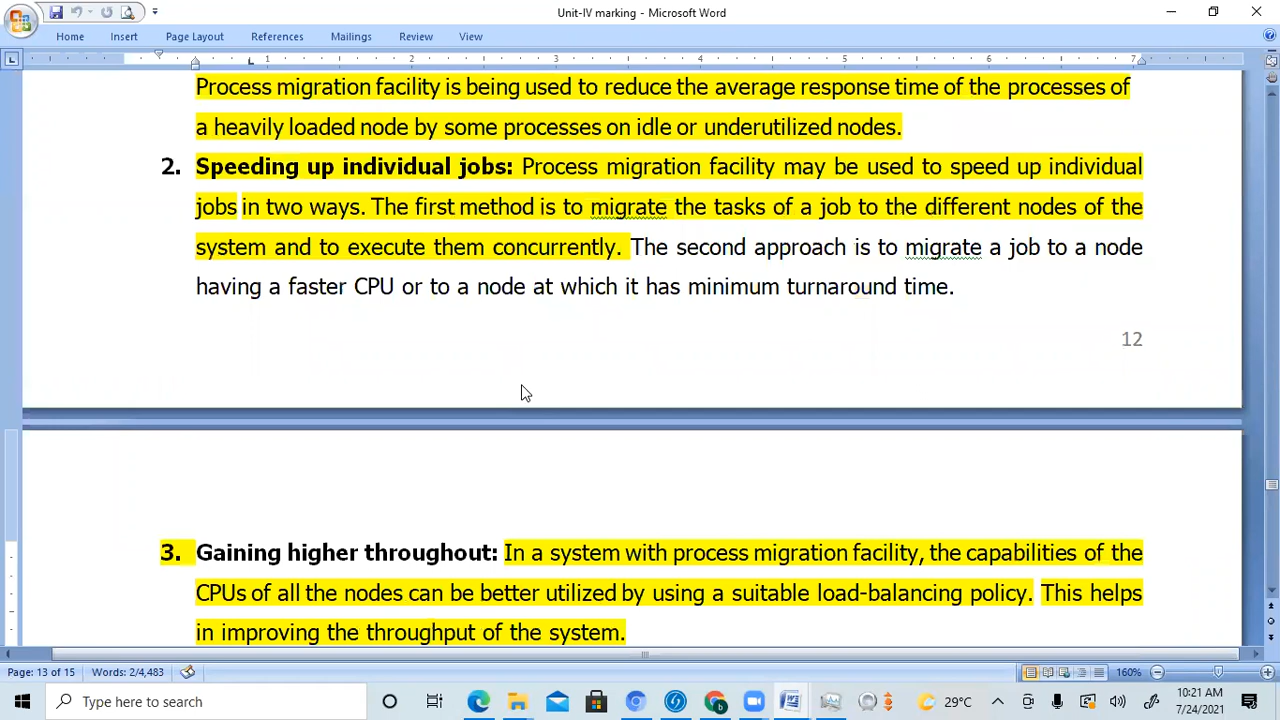 Unit-IV marking - Microsoft Word
Home Insert Page Layout References Mailings Review View
1 2 3 4 5 6 7
Process migration facility is being used to reduce the average response time of the processes of
a heavily loaded node by some processes on idle or underutilized nodes.
2. Speeding up individual jobs: Process migration facility may be used to speed up individual
jobs in two ways. The first method is to migrate the tasks of a job to the different nodes of the
system and to execute them concurrently. The second approach is to migrate a job to a node
having a faster CPU or to a node at which it has minimum turnaround time.
12
3. Gaining higher throughout: In a system with process migration facility, the capabilities of the
CPUs of all the nodes can be better utilized by using a suitable load-balancing policy. This helps
in improving the throughput of the system.
Page: 13 of 15 Words: 2/4,483 160%
Type here to search 29°C 10:21 AM
7/24/2021